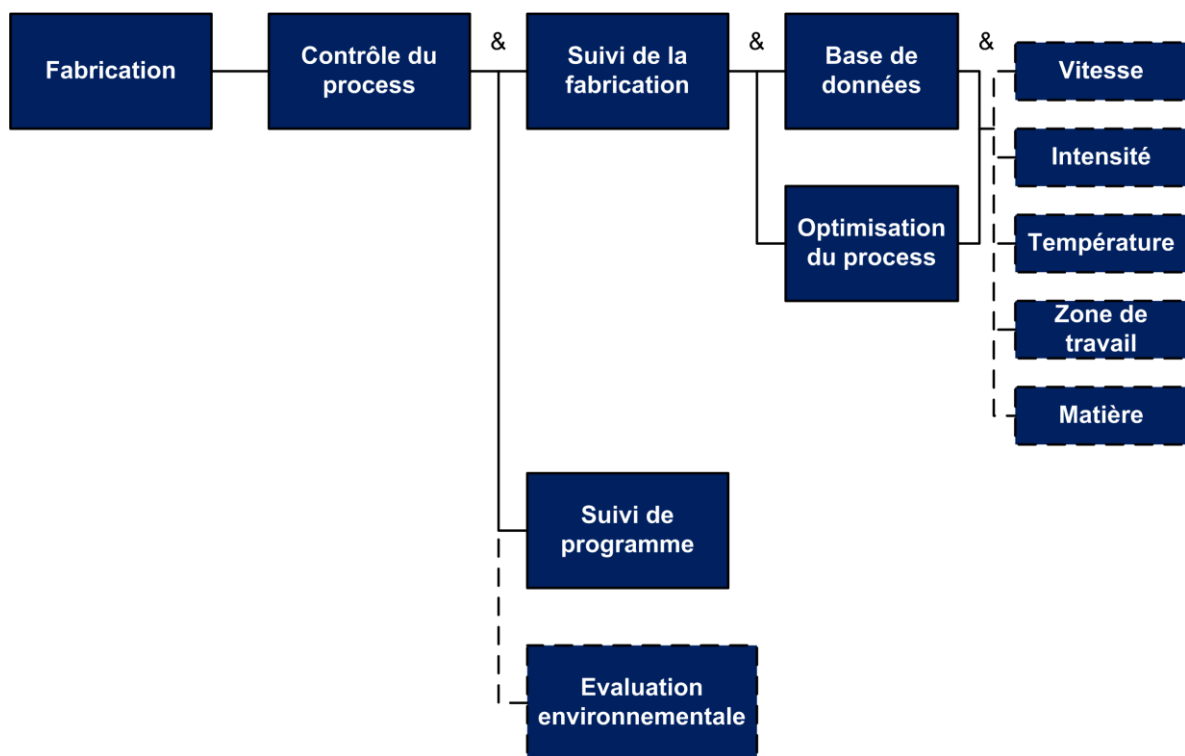 Fabrication
Contrôle du
process
&
Suivi de la
fabrication
&
Base de
données
&
Vitesse
Intensité
Optimisation
du process
Température
Zone de
travail
Matière
Suivi de
programme
Evaluation
environnementale